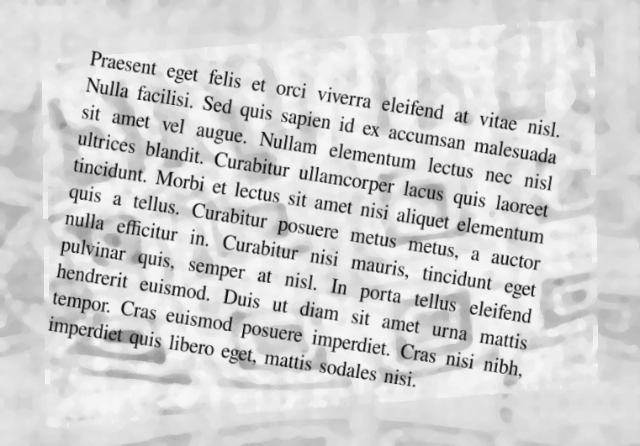 Praesent eget felis et orci viverra eleifend at vitae nisl.
Nulla facilisi. Sed quis sapien id ex accumsan malesuada
sit amet vel augue. Nullam elementum lectus nec nisl
ultrices blandit. Curabitur ullamcorper lacus quis laoreet
tincidunt. Morbi et lectus sit amet nisi aliquet elementum
quis a tellus. Curabitur posuere metus metus, a auctor
nulla efficitur in. Curabitur nisi mauris, tincidunt eget
pulvinar quis, semper at nisl. In porta tellus eleifend
hendrerit euismod. Duis ut diam sit amet urna mattis
tempor. Cras euismod posuere imperdiet. Cras nisi nibh,
imperdiet quis libero eget, mattis sodales nisi.